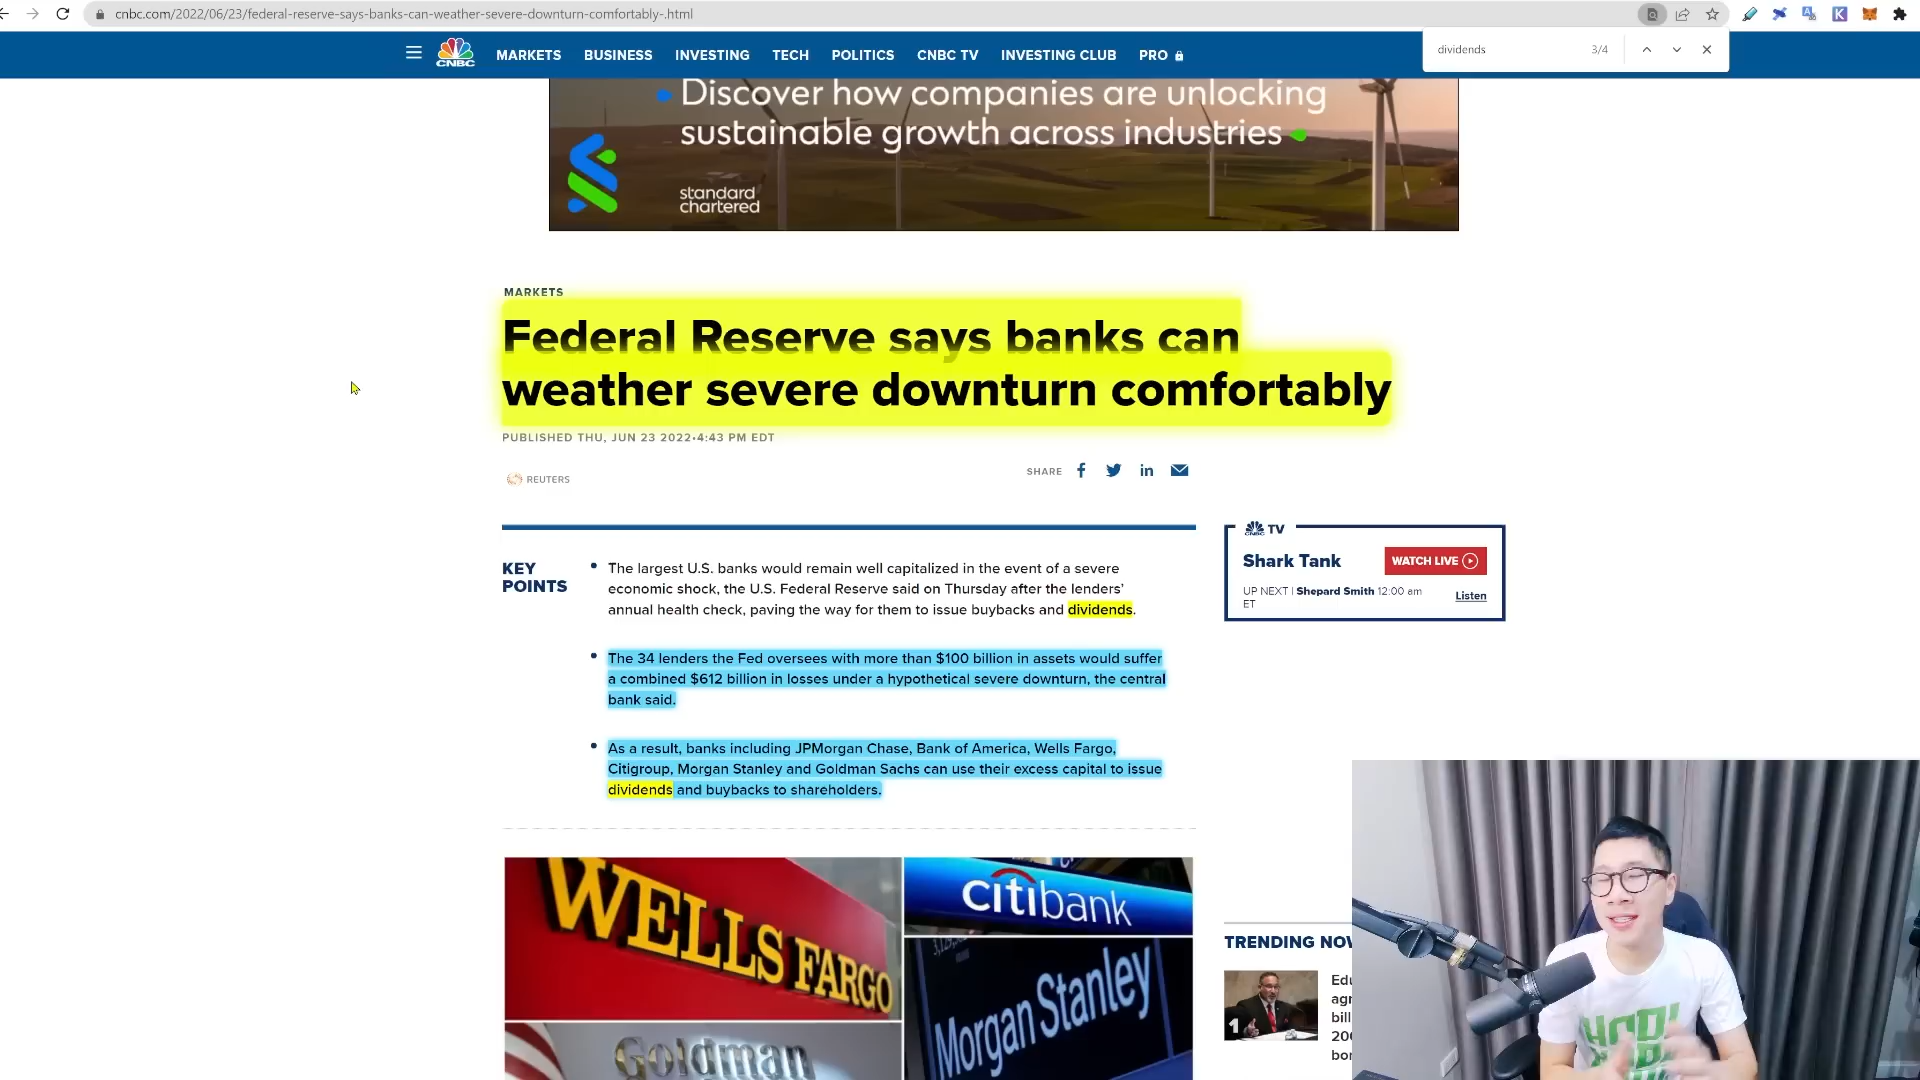 cnbc.com/2022/06/23/federal-reserve-says-banks-can-weather-severe-downturn-comfortably-.html
dividends 3/4
CNBC MARKETS BUSINESS INVESTING TECH POLITICS CNBC TV INVESTING CLUB PRO
Discover how companies are unlocking
sustainable growth across industries
standard
chartered
MARKETS
Federal Reserve says banks can
weather severe downturn comfortably
PUBLISHED THU, JUN 23 2022•4:43 PM EDT
REUTERS
SHARE
KEY
POINTS
The largest U.S. banks would remain well capitalized in the event of a severe
economic shock, the U.S. Federal Reserve said on Thursday after the lenders’
annual health check, paving the way for them to issue buybacks and dividends.
The 34 lenders the Fed oversees with more than $100 billion in assets would suffer
a combined $612 billion in losses under a hypothetical severe downturn, the central
bank said.
As a result, banks including JPMorgan Chase, Bank of America, Wells Fargo,
Citigroup, Morgan Stanley and Goldman Sachs can use their excess capital to issue
dividends and buybacks to shareholders.
CNBC TV
Shark Tank
WATCH LIVE
UP NEXT | Shepard Smith 12:00 am
ET
Listen
WELLS FARGO
citibank
Morgan Stanley
Goldman
TRENDING NOW
1